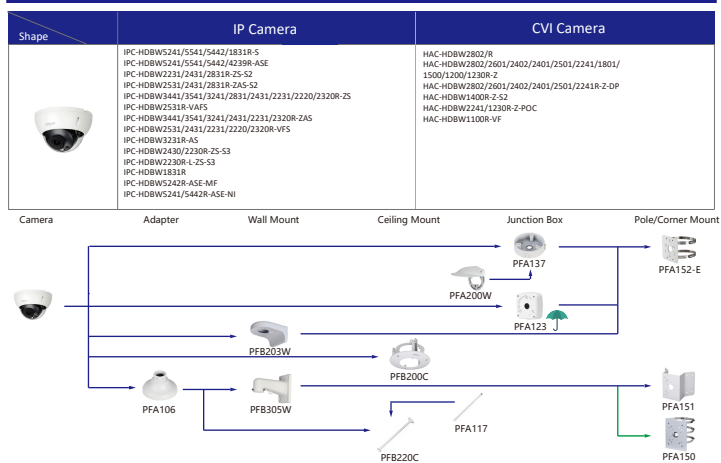 Shape
IP Camera
CVI Camera
IPC-HDBW5241/5541/5442/1831R-S
IPC-HDBW5241/5541/5442/4239R-ASE
IPC-HDBW2231/2431/2831R-ZS-S2
IPC-HDBW2531/2431/2831R-ZAS-S2
IPC-HDBW3441/3541/3241/2831/2431/2231/2220/2320R-ZS
IPC-HDBW2531R-VAFS
IPC-HDBW3441/3541/3241/2431/2231/2320R-ZAS
IPC-HDBW2531/2431/2231/2220/2320R-VFS
IPC-HDBW3231R-AS
IPC-HDBW2430/2230R-ZS-S3
IPC-HDBW2230R-L-ZS-S3
IPC-HDBW1831R
IPC-HDBW5242R-ASE-MF
IPC-HDBW5241/5442R-ASE-NI
HAC-HDBW2802/R
HAC-HDBW2802/2601/2402/2401/2501/2241/1801/
1500/1200/1230R-Z
HAC-HDBW2802/2601/2402/2401/2501/2241R-Z-DP
HAC-HDBW1400R-Z-S2
HAC-HDBW2241/1230R-Z-POC
HAC-HDBW1100R-VF
Camera
Adapter
Wall Mount
Ceiling Mount
Junction Box
Pole/Corner Mount
PFA137
PFA152-E
PFA200W
PFA123
PFB203W
PFB200C
PFA106
PFB305W
PFA151
PFA117
PFB220C
PFA150